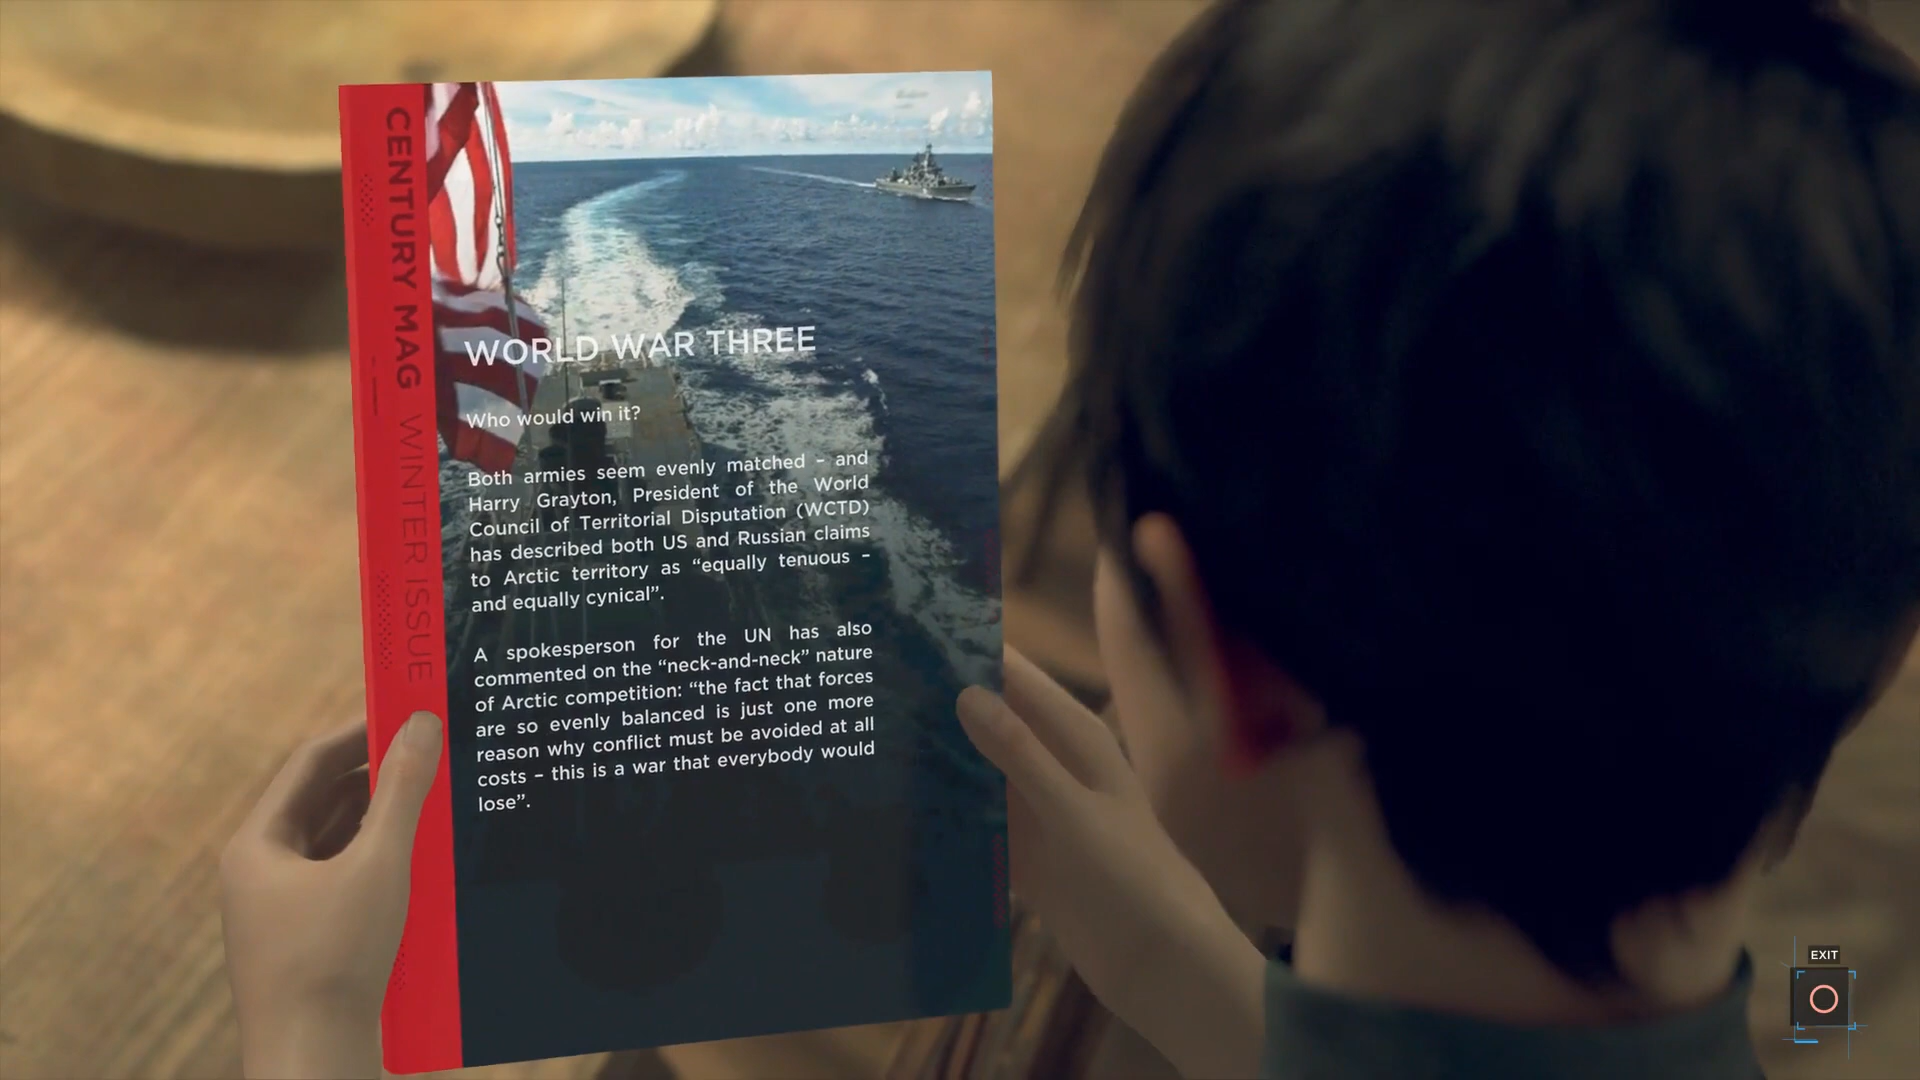 CENTURY MAG WINTER ISSUE
WORLD WAR THREE
Who would win it?
Both armies seem evenly matched – and
Harry Grayton, President of the World
Council of Territorial Disputation (WCTD)
has described both US and Russian claims
to Arctic territory as “equally tenuous –
and equally cynical”.
A spokesperson for the UN has also
commented on the “neck-and-neck” nature
of Arctic competition: “the fact that forces
are so evenly balanced is just one more
reason why conflict must be avoided at all
costs – this is a war that everybody would
lose”.
EXIT